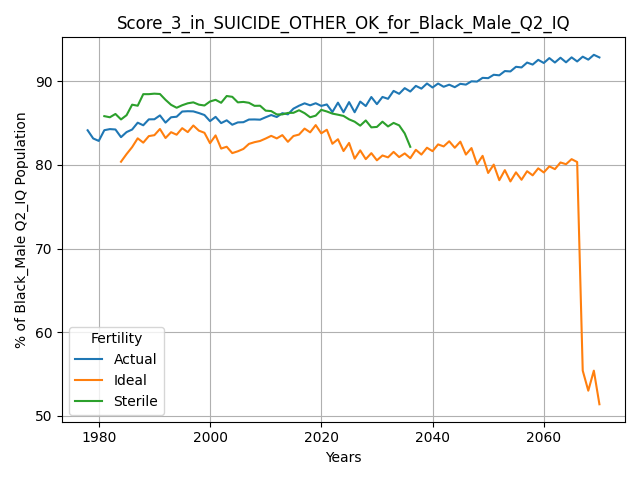 Score_3_in_SUICIDE_OTHER_OK_for_Black_Male_Q2_IQ
% of Black_Male Q2_IQ Population
90
80
70
60
50
Fertility
Actual
Ideal
Sterile
1980
2000
2020
2040
2060
Years